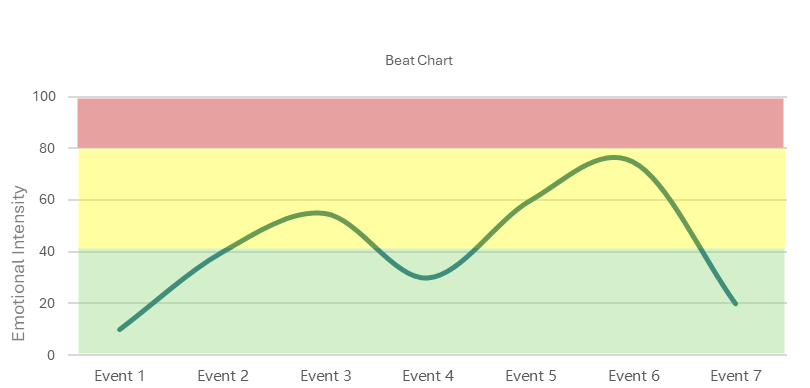 Beat Chart
Emotional Intensity
100
80
60
40
20
0
Event 1
Event 2
Event 3
Event 4
Event 5
Event 6
Event 7